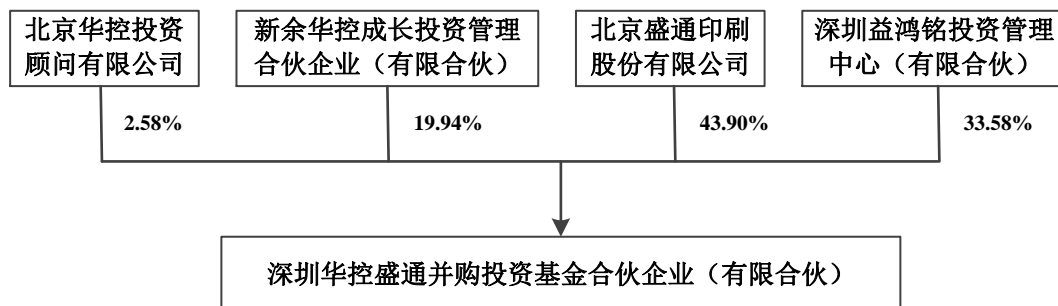 北京华控投资
顾问有限公司
新余华控成长投资管理
合伙企业（有限合伙）
北京盛通印刷
股份有限公司
深圳益鸿铭投资管理
中心（有限合伙）
2.58%
19.94%
43.90%
33.58%
深圳华控盛通并购投资基金合伙企业（有限合伙）